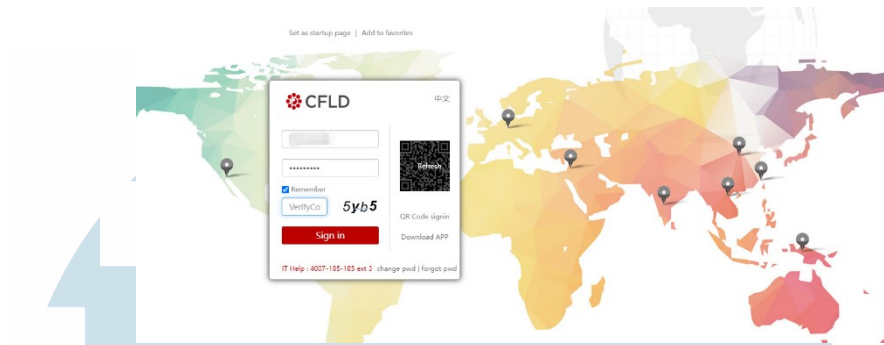 Set as startup page | Add to favorites
CFLD
中文
•••••••••
Refresh
Remember
VerifyCo
5yb5
QR Code signin
Sign in
Download APP
IT Help : 4007-185-185 ext 3 change pwd | forgot pwd